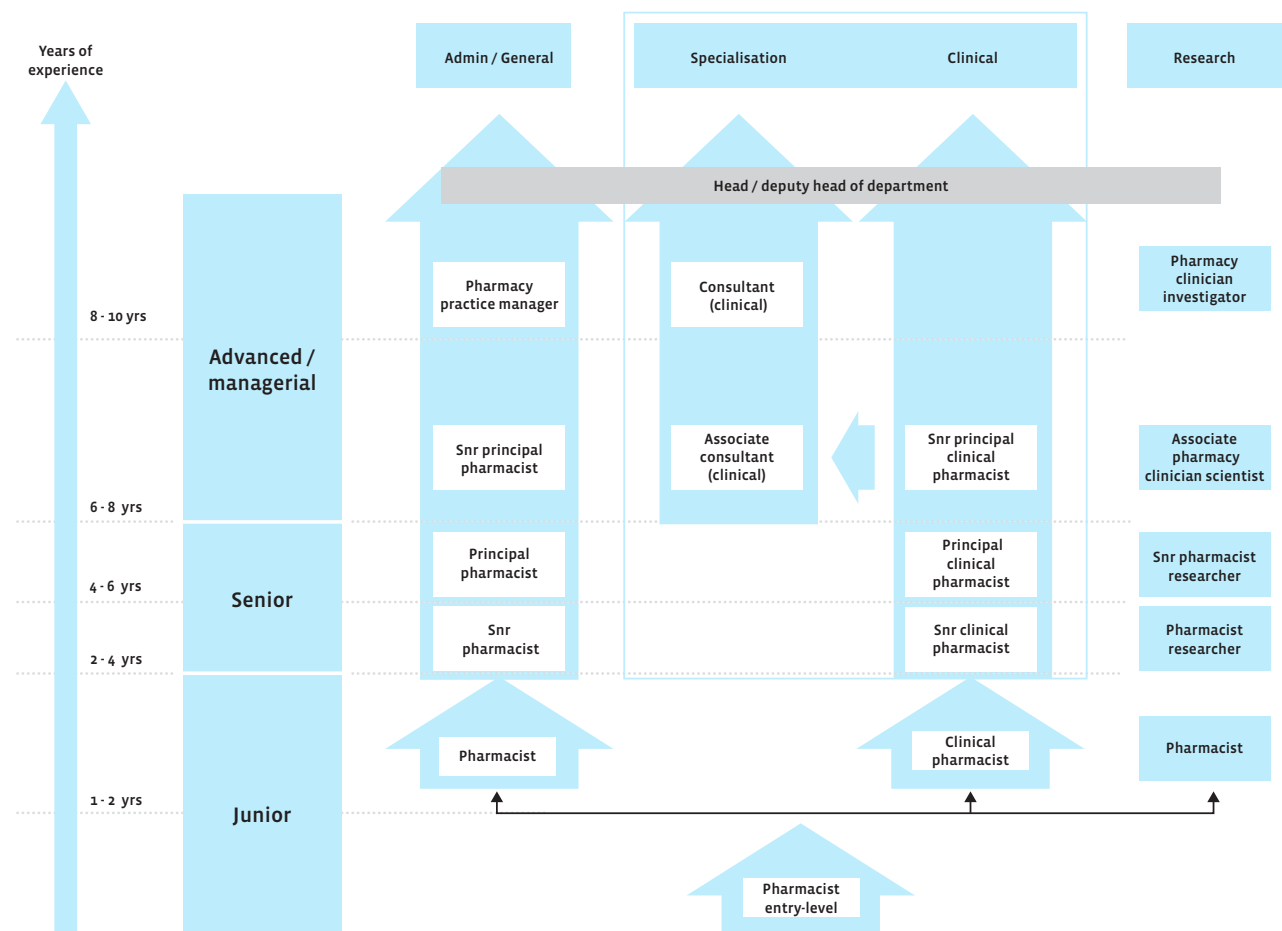 Years of
experience
Admin / General
Specialisation
Clinical
Research
Head / deputy head of department
Pharmacy
practice manager
Consultant
(clinical)
Pharmacy
clinician
investigator
8 - 10 yrs
Advanced /
managerial
Snr principal
pharmacist
Associate
consultant
(clinical)
Snr principal
clinical
pharmacist
Associate
pharmacy
clinician scientist
6 - 8 yrs
Principal
pharmacist
Principal
clinical
pharmacist
Snr pharmacist
researcher
4 - 6 yrs
Senior
Snr
pharmacist
Snr clinical
pharmacist
Pharmacist
researcher
2 - 4 yrs
Pharmacist
Clinical
pharmacist
Pharmacist
1 - 2 yrs
Junior
Pharmacist
entry-level